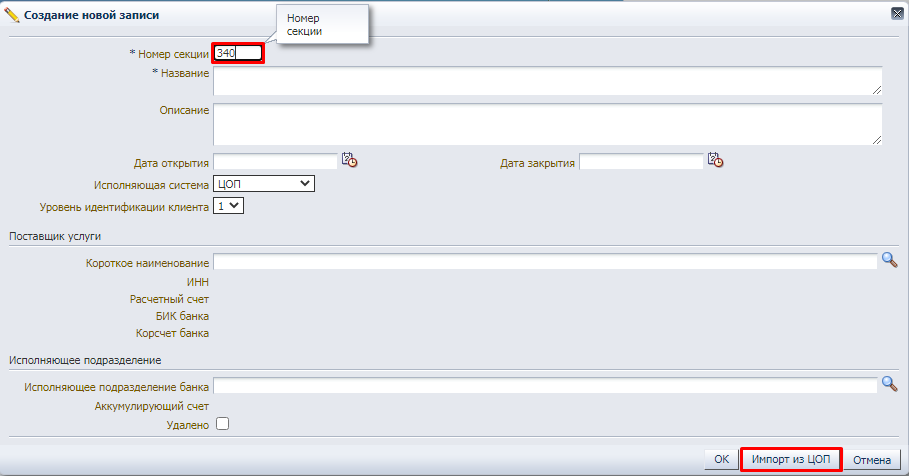 Создание новой записи
Номер
секции
* Номер секции 340
* Название
Описание
Дата открытия Дата закрытия
Исполняющая система ЦОП
Уровень идентификации клиента 1
Поставщик услуги
Короткое наименование
ИНН
Расчетный счет
БИК банка
Корсчет банка
Исполняющее подразделение
Исполняющее подразделение банка
Аккумулирующий счет
Удалено
OK Импорт из ЦОП Отмена